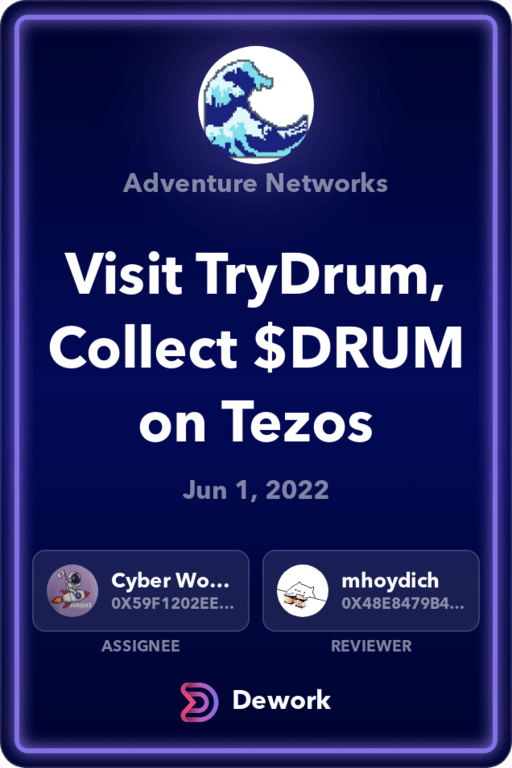 Adventure Networks
Visit TryDrum,
Collect $DRUM
on Tezos
Jun 1, 2022
Cyber Wo...
0X59F1202EE...
mhoydich
0X48E8479B4...
ASSIGNEE
REVIEWER
Dework